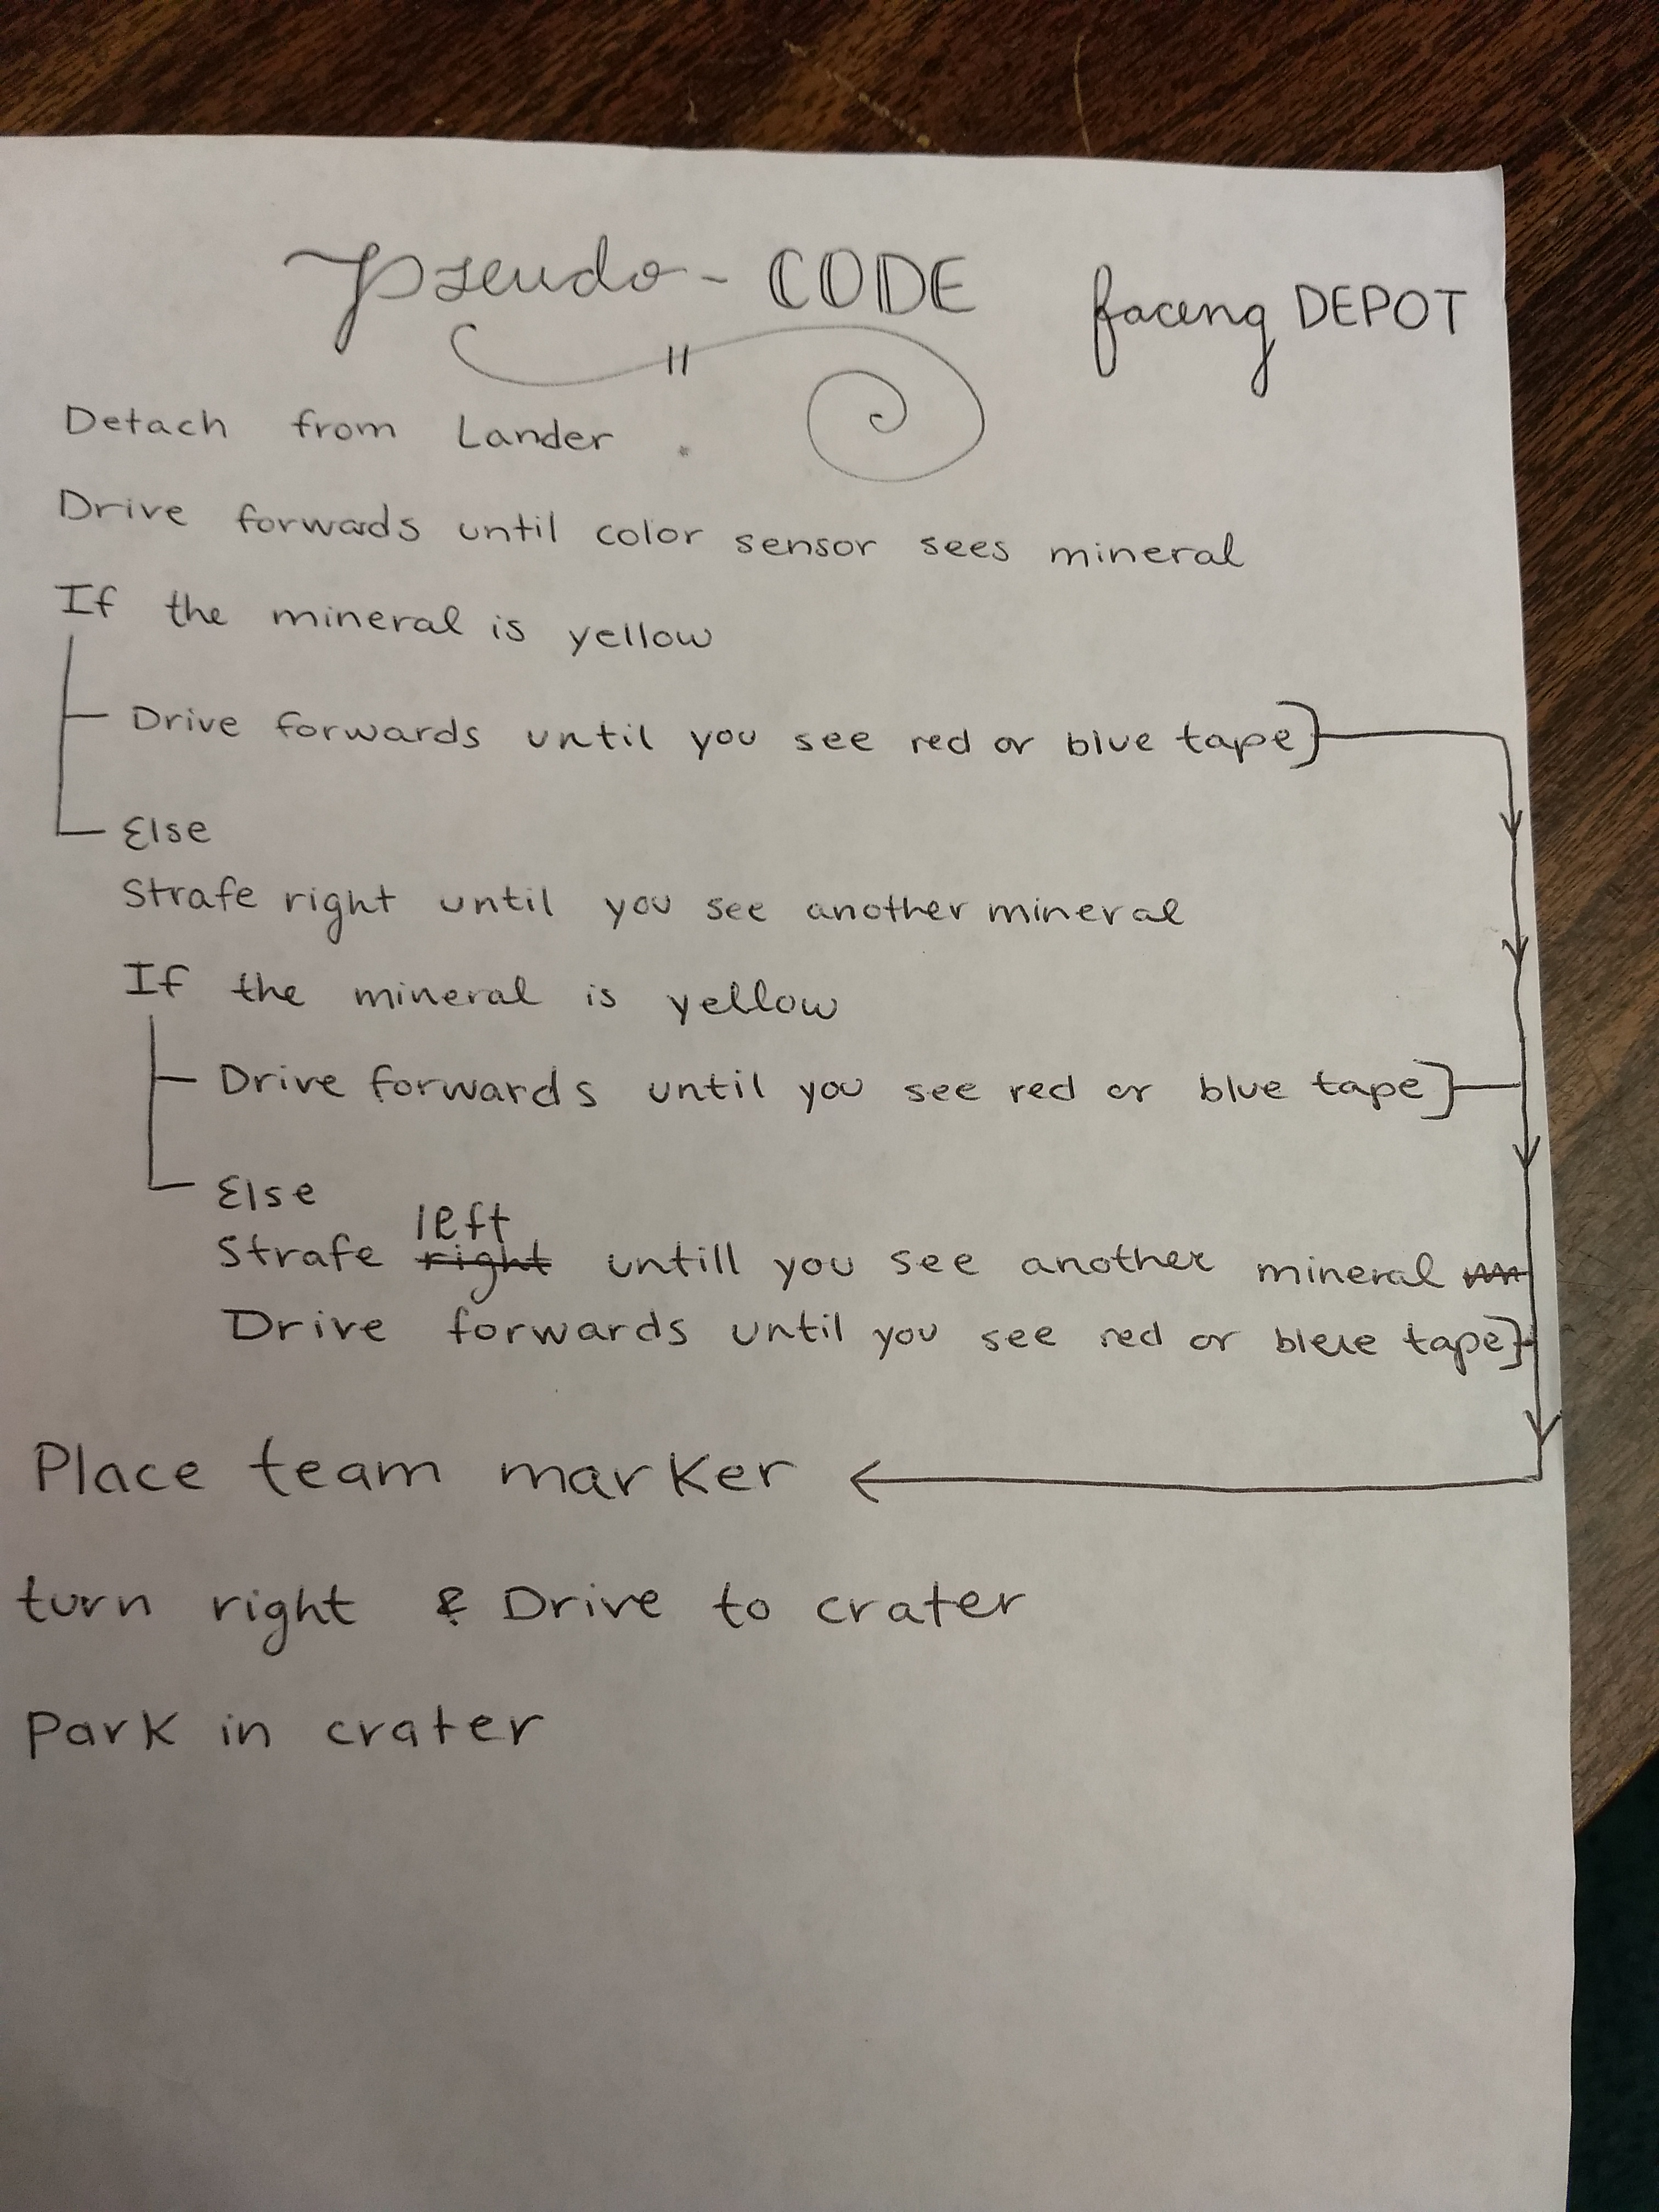 Pseudo-CODE facing DEPOT
Detach from Lander.
Drive forwads until color sensor sees mineral
If the mineral is yellow
Drive forwards until you see red or blue tape}
Else
Strafe right until you see another mineral
If the mineral is yellow
Drive forwards until you see red or blue tape}
Else
left
Strafe right untill you see another mineral
Drive forwards until you see red or blue tape}
Place team marker
turn right & Drive to crater
Park in crater